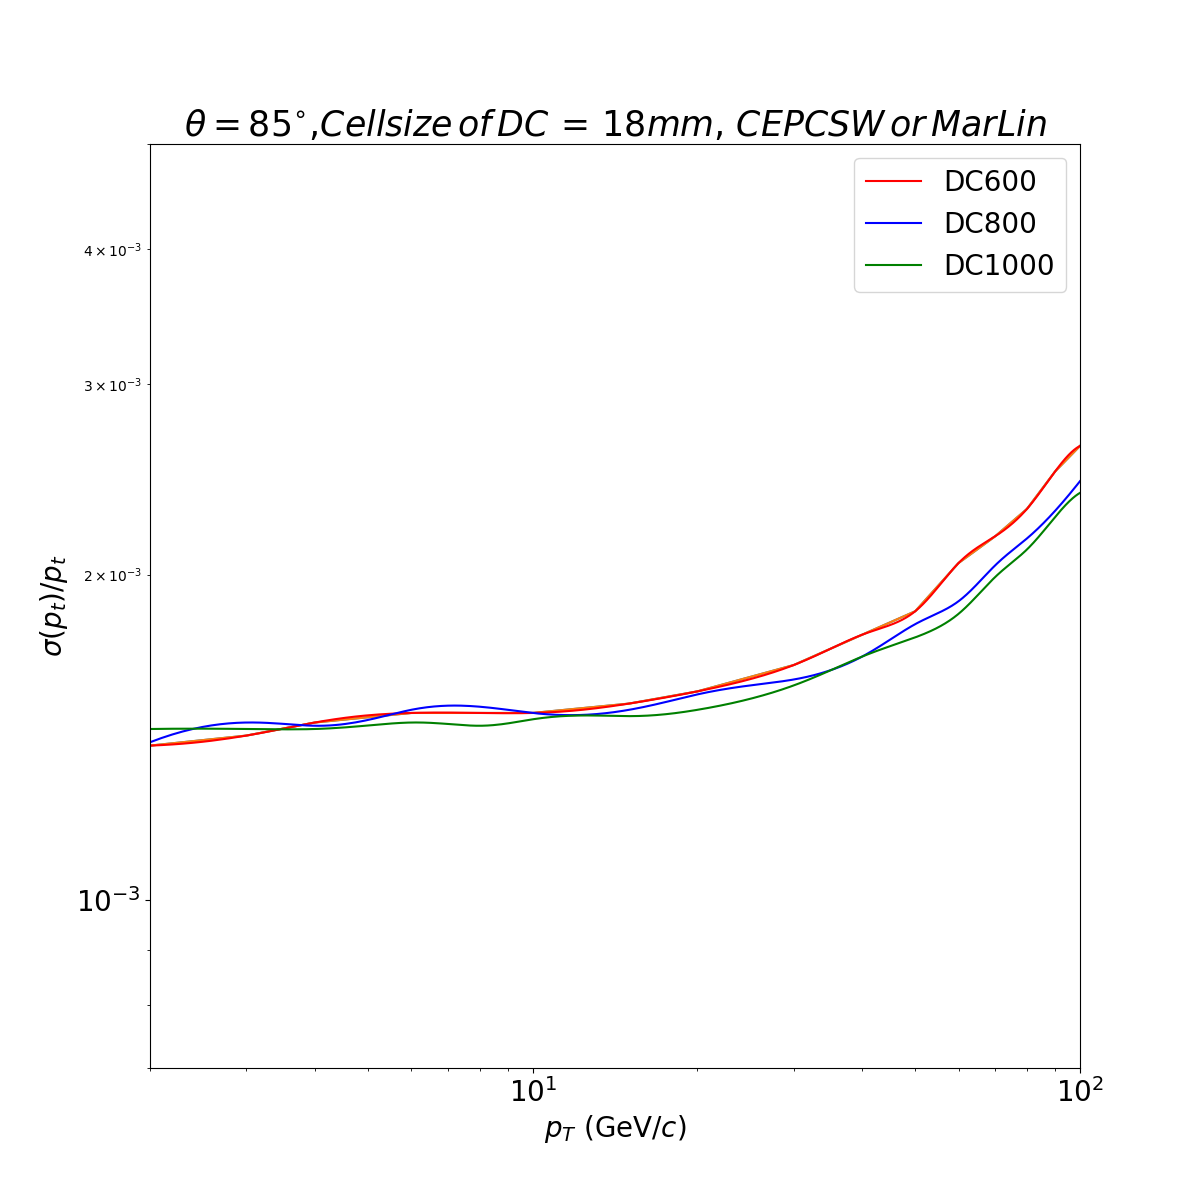 θ = 85°,Cellsize of DC = 18mm, CEPCSW or MarLin
DC600
DC800
DC1000
4 × 10⁻³
3 × 10⁻³
2 × 10⁻³
10⁻³
σ(pₜ)/pₜ
10¹
10²
p_T (GeV/c)